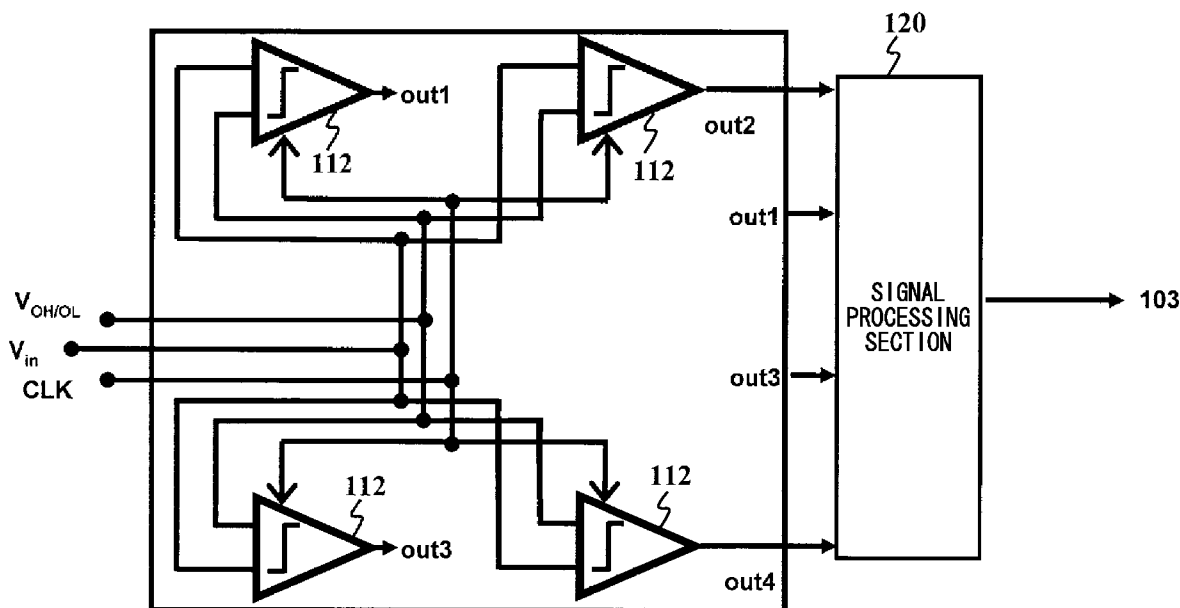 120
out1
112
112
out2
out1
V_OH/OL
V_in
CLK
SIGNAL
PROCESSING
SECTION
103
out3
112
out3
112
out4